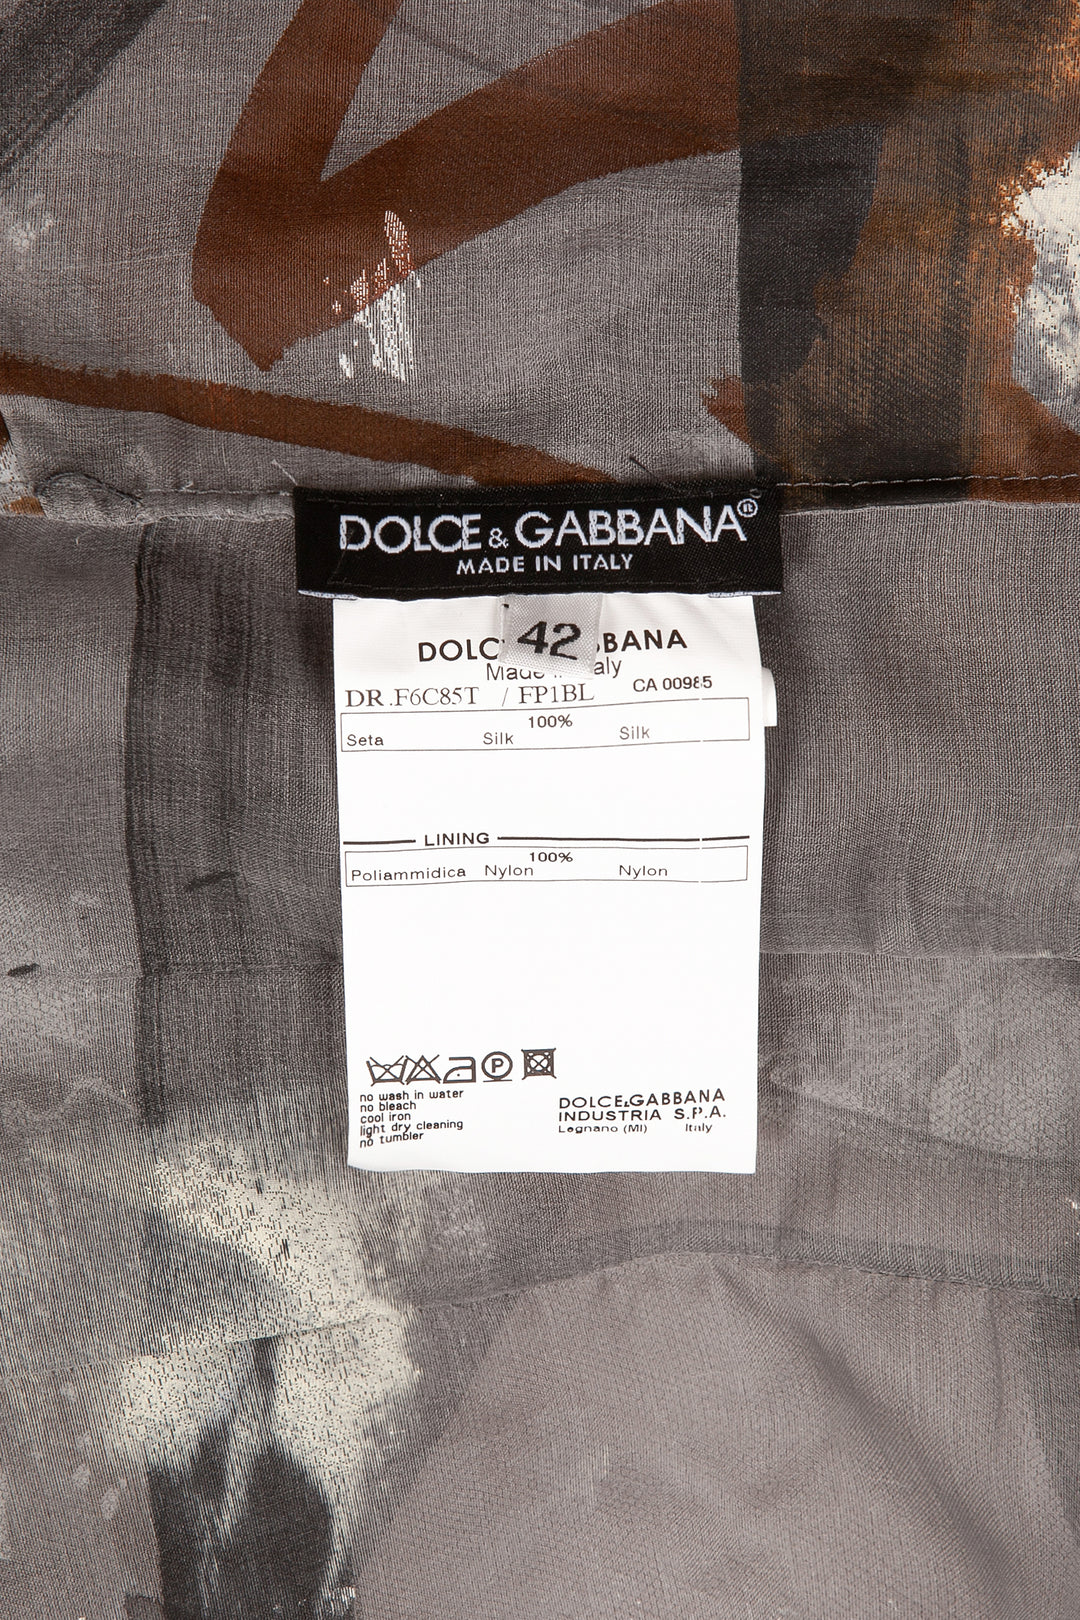 DOLCE & GABBANA®
MADE IN ITALY
42
DOLC BBANA
Made aly
DR.F6C85T / FP1BL CA 00985
100%
Seta Silk Silk
LINING
100%
Poliammidica Nylon Nylon
P
no wash in water
no bleach
cool iron
light dry cleaning
no tumbler
DOLCE&GABBANA
INDUSTRIA S.P.A.
Legnano (MI) Italy